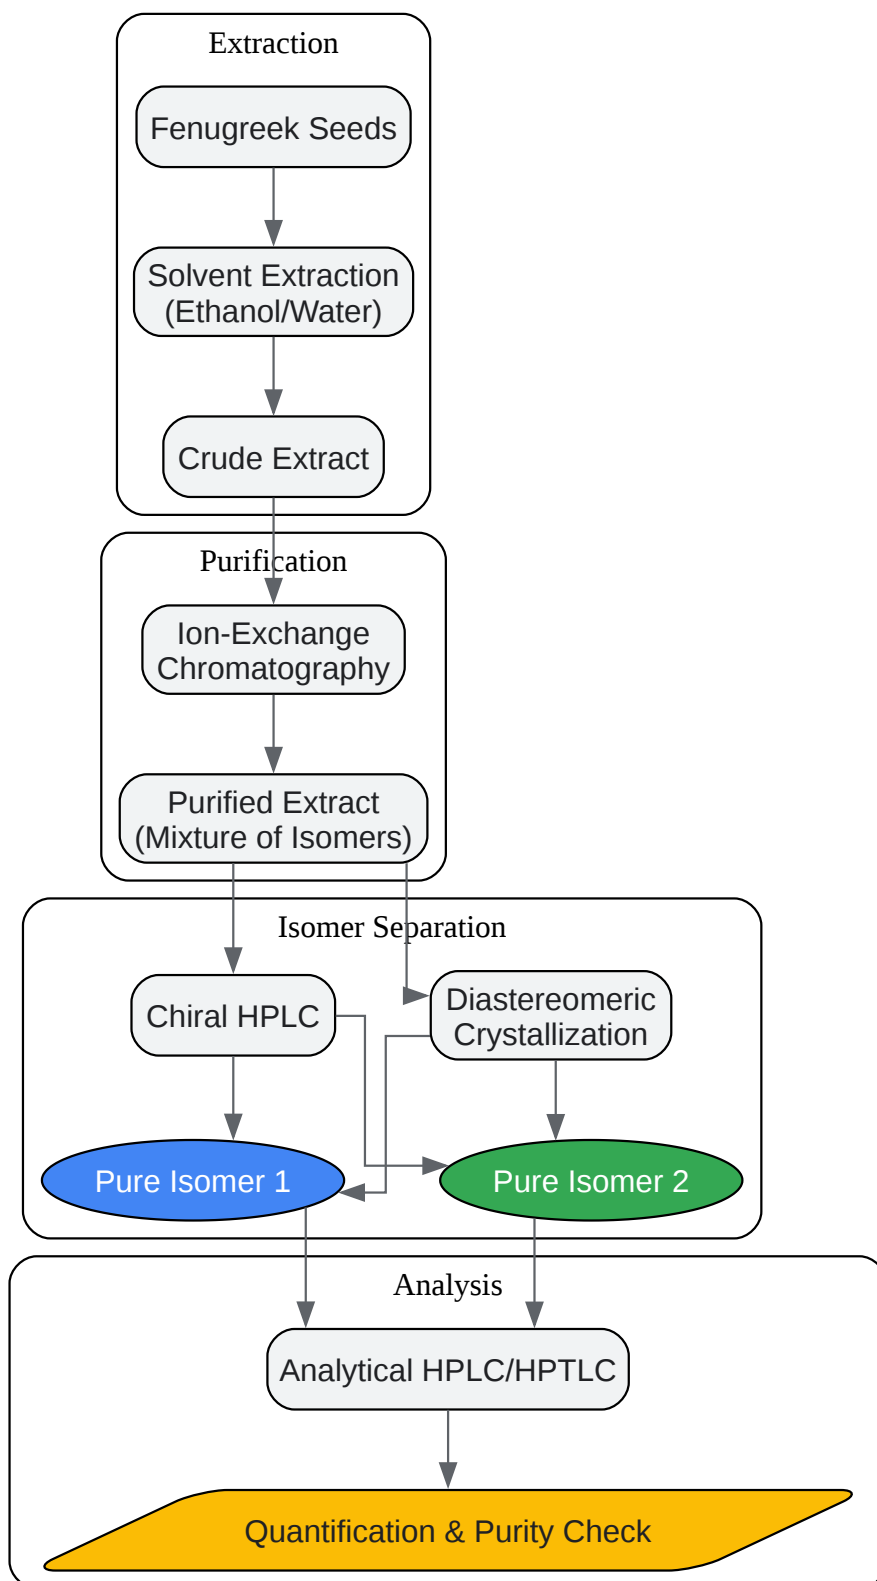 Extraction
Fenugreek Seeds
Solvent Extraction
(Ethanol/Water)
Crude Extract
Purification
Ion-Exchange
Chromatography
Purified Extract
(Mixture of Isomers)
Isomer Separation
Chiral HPLC
Diastereomeric
Crystallization
Pure Isomer 1
Pure Isomer 2
Analysis
Analytical HPLC/HPTLC
Quantification & Purity Check